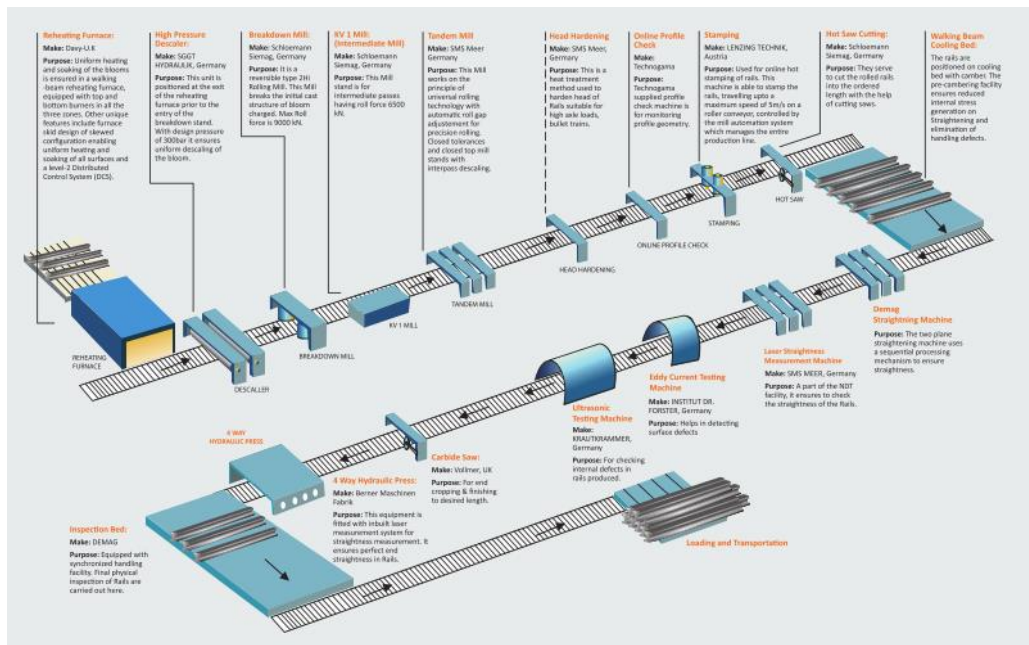 Reheating Furnace:
Make: Davy-U.K
Purpose: Uniform heating
and soaking of the blooms
is ensured in a walking
-beam reheating furnace,
equipped with top and
bottom burners in all the
three zones. Other unique
features include furnace
skid design of skewed
configuration enabling
uniform heating and
soaking of all surfaces and
a level-2 Distributed
Control System (DCS).
High Pressure
Descaler:
Make: SGGT
HYDRAULIK, Germany
Purpose: This unit is
positioned at the exit
of the reheating
furnace prior to the
entry of the
breakdown stand.
With design pressure
of 300bar it ensures
uniform descaling of
the bloom.
Breakdown Mill:
Make: Schloemann
Siemag, Germany
Purpose: It is a
reversible type 2Hi
Rolling Mill. This Mill
breaks the initial cast
structure of bloom
charged. Max Roll
force is 9000 kN.
KV 1 Mill:
(Intermediate Mill)
Make: Schloemann
Siemag, Germany
Purpose: This Mill
stand is for
intermediate passes
having roll force 6500
kN.
Tandem Mill
Make: SMS Meer
Germany
Purpose: This Mill
works on the
principle of
universal rolling
technology with
automatic roll gap
adjustement for
precision rolling.
Closed tolerances
and closed top mill
stands with
interpass descaling.
Head Hardening
Make: SMS Meer,
Germany
Purpose: This is a
heat treatment
method used to
harden head of
Rails suitable for
high axle loads,
bullet trains.
Online Profile
Check
Make:
Technogama
Purpose:
Technogama
supplied profile
check machine is
for monitoring
profile geometry.
Stamping
Make: LENZING TECHNIK,
Austria
Purpose: Used for online hot
stamping of rails. This
machine is able to stamp the
rails, travelling upto a
maximum speed of 5m/s on a
roller conveyor, controlled by
the mill automation system
which manages the entire
production line.
Hot Saw Cutting:
Make: Schloemann
Siemag, Germany
Purpose: They serve
to cut the rolled rails
into the ordered
length with the help
of cutting saws.
Walking Beam
Cooling Bed:
The rails are
positioned on cooling
bed with camber. The
pre-cambering facility
ensures reduced
internal stress
generation on
Straightening and
elimination of
handling defects.
HOT SAW
STAMPING
ONLINE PROFILE CHECK
HEAD HARDENING
TANDEM MILL
KV 1 MILL
BREAKDOWN MILL
REHEATING
FURNACE
DESCALLER
Demag
Straightning Machine
Purpose: The two plane
straightening machine uses
a sequential processing
mechanism to ensure
straightness.
Laser Straightness
Measurement Machine
Make: SMS MEER, Germany
Purpose: A part of the NDT
facility, it ensures to check
the straightness of the Rails.
Eddy Current Testing
Machine
Make: INSTITUT DR.
FORSTER, Germany
Purpose: Helps in detecting
surface defects
Ultrasonic
Testing Machine
Make:
KRAUTKRAMMER,
Germany
Purpose: For checking
internal defects in
rails produced.
Carbide Saw:
Make: Vollmer, UK
Purpose: For end
cropping & finishing
to desired length.
4 WAY
HYDRAULIC PRESS
4 Way Hydraulic Press:
Make: Berner Maschinen
Fabrik
Purpose: This equipment is
fitted with inbuilt laser
measurement system for
straightness measurement. It
ensures perfect end
straightness in Rails.
Inspection Bed:
Make: DEMAG
Purpose: Equipped with
synchronized handling
facility. Final physical
inspection of Rails are
carried out here.
Loading and Transportation